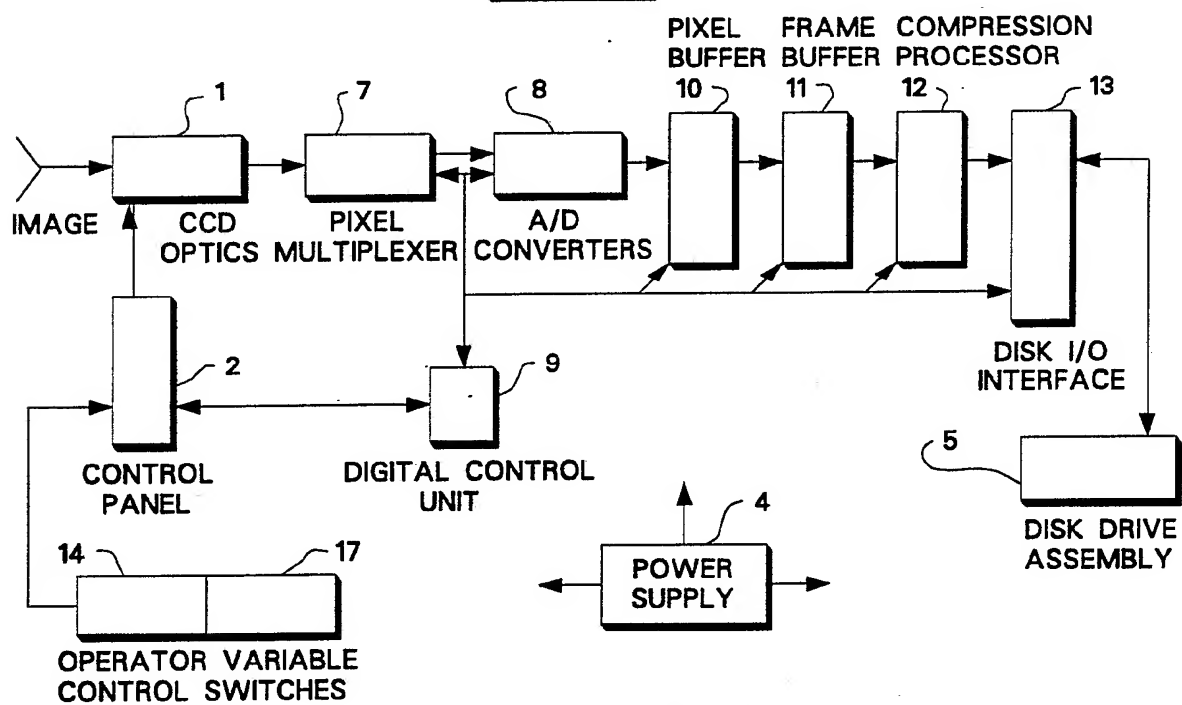 PIXEL BUFFER
FRAME BUFFER
COMPRESSION PROCESSOR
1
7
8
10
11
12
13
IMAGE
CCD OPTICS
PIXEL MULTIPLEXER
A/D CONVERTERS
2
9
DISK I/O
INTERFACE
CONTROL
PANEL
DIGITAL CONTROL
UNIT
5
4
DISK DRIVE
ASSEMBLY
14
17
POWER
SUPPLY
OPERATOR VARIABLE
CONTROL SWITCHES